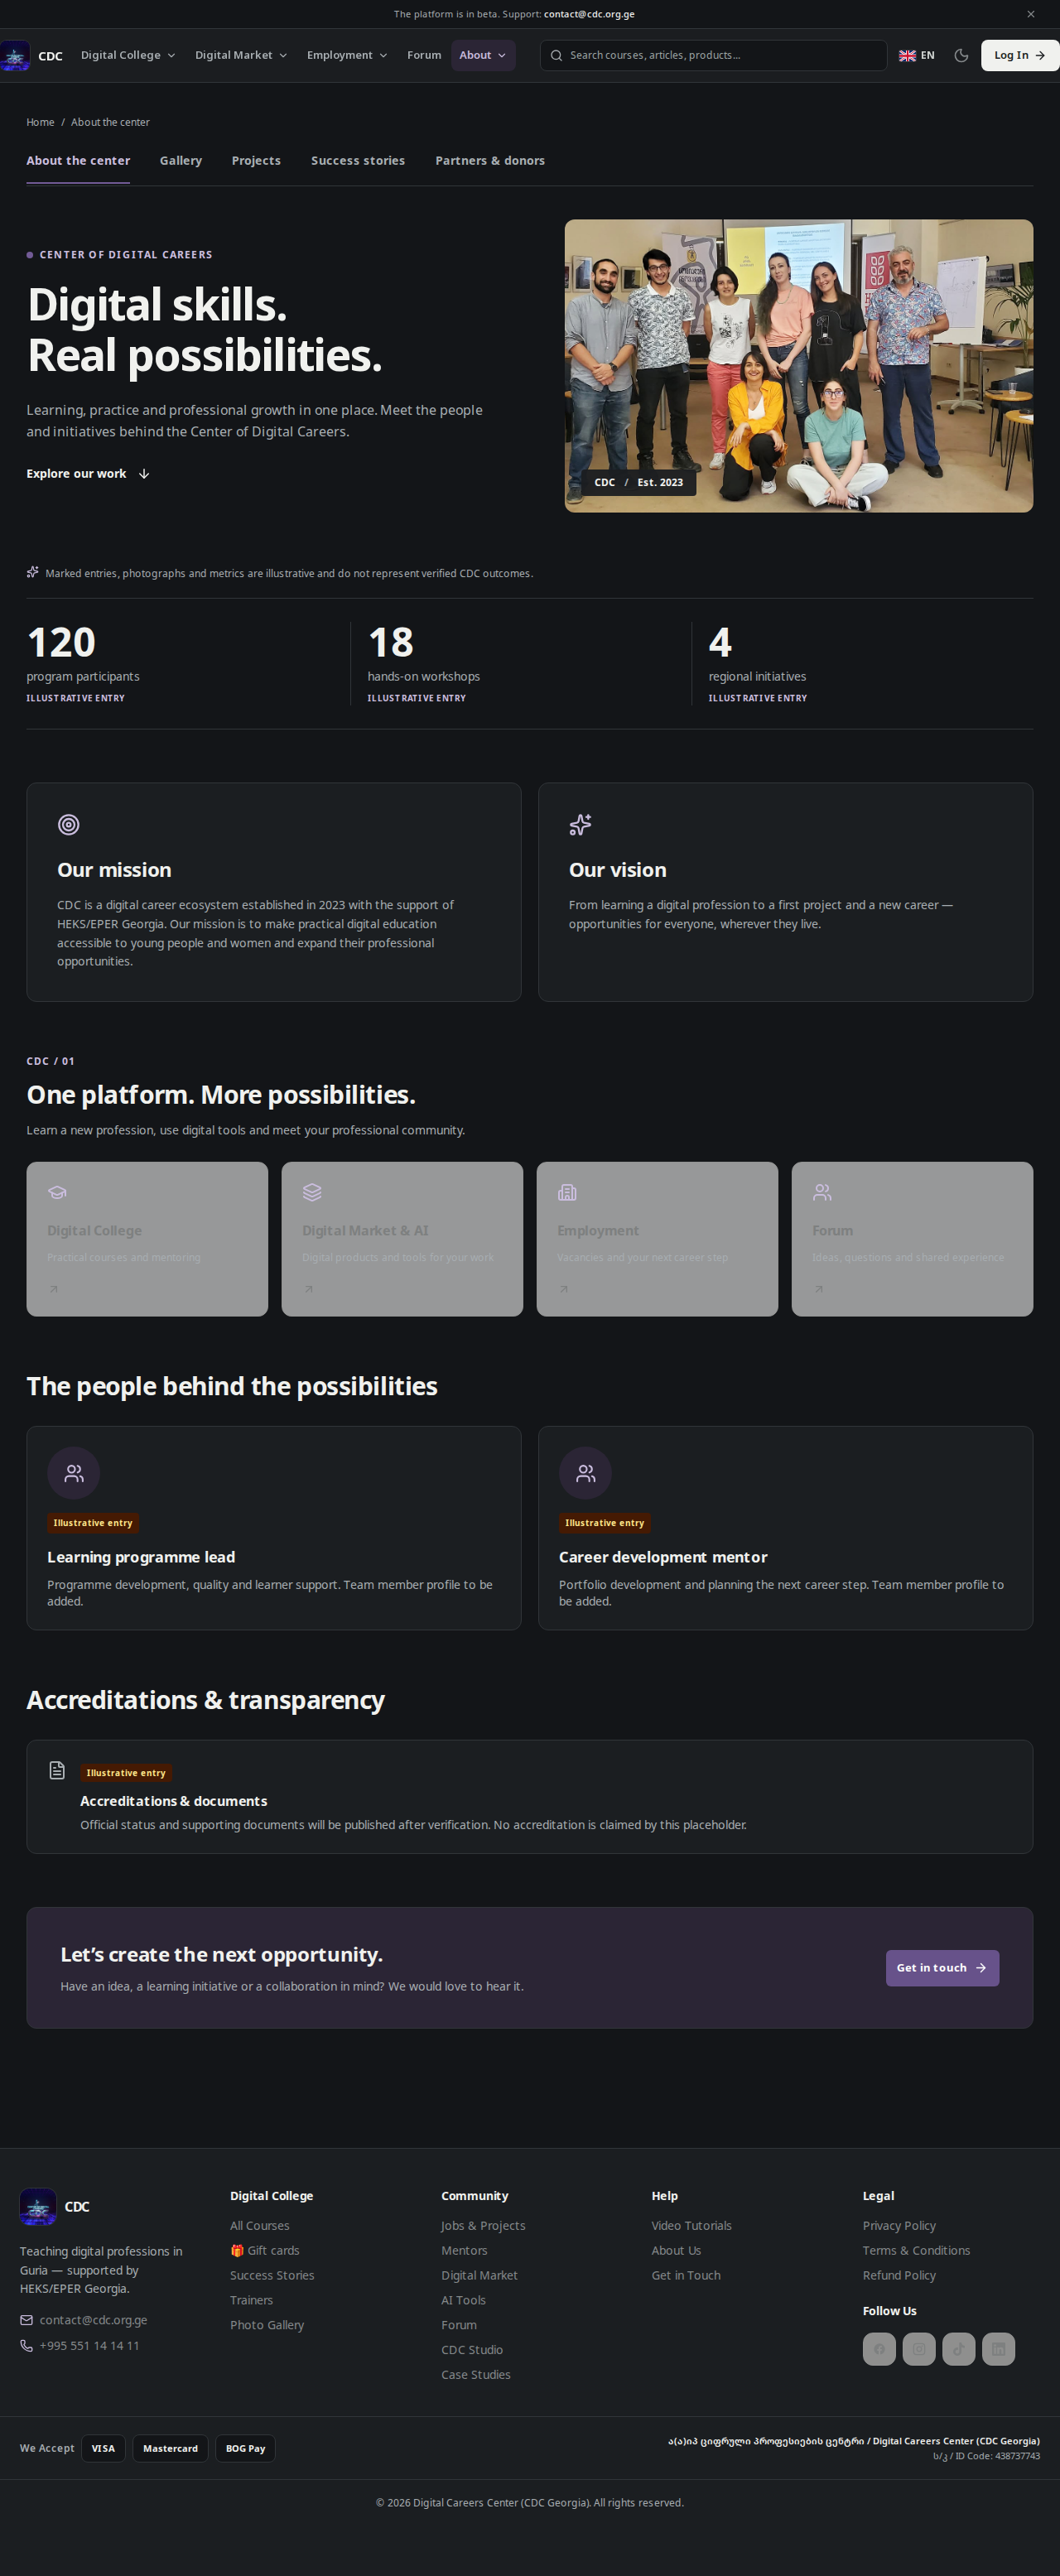 The platform is in beta. Support: contact@cdc.org.ge
CDC
Digital College
Digital Market
Employment
Forum
About
Search courses, articles, products...
EN
Log In
Home / About the center
About the center
Gallery
Projects
Success stories
Partners & donors
CENTER OF DIGITAL CAREERS
Digital skills.
Real possibilities.
Learning, practice and professional growth in one place. Meet the people
and initiatives behind the Center of Digital Careers.
Explore our work
CDC / Est. 2023
Marked entries, photographs and metrics are illustrative and do not represent verified CDC outcomes.
120
program participants
ILLUSTRATIVE ENTRY
18
hands-on workshops
ILLUSTRATIVE ENTRY
4
regional initiatives
ILLUSTRATIVE ENTRY
Our mission
CDC is a digital career ecosystem established in 2023 with the support of
HEKS/EPER Georgia. Our mission is to make practical digital education
accessible to young people and women and expand their professional
opportunities.
Our vision
From learning a digital profession to a first project and a new career —
opportunities for everyone, wherever they live.
CDC / 01
One platform. More possibilities.
Learn a new profession, use digital tools and meet your professional community.
Digital College
Practical courses and mentoring
Digital Market & AI
Digital products and tools for your work
Employment
Vacancies and your next career step
Forum
Ideas, questions and shared experience
The people behind the possibilities
Illustrative entry
Learning programme lead
Programme development, quality and learner support. Team member profile to be
added.
Illustrative entry
Career development mentor
Portfolio development and planning the next career step. Team member profile to
be added.
Accreditations & transparency
Illustrative entry
Accreditations & documents
Official status and supporting documents will be published after verification. No accreditation is claimed by this placeholder.
Let’s create the next opportunity.
Have an idea, a learning initiative or a collaboration in mind? We would love to hear it.
Get in touch
CDC
Teaching digital professions in
Guria — supported by
HEKS/EPER Georgia.
contact@cdc.org.ge
+995 551 14 14 11
Digital College
All Courses
🎁 Gift cards
Success Stories
Trainers
Photo Gallery
Community
Jobs & Projects
Mentors
Digital Market
AI Tools
Forum
CDC Studio
Case Studies
Help
Video Tutorials
About Us
Get in Touch
Legal
Privacy Policy
Terms & Conditions
Refund Policy
Follow Us
We Accept
VISA
Mastercard
BOG Pay
ა(ა)იპ ციფრული პროფესიების ცენტრი / Digital Careers Center (CDC Georgia)
ს/კ / ID Code: 438737743
© 2026 Digital Careers Center (CDC Georgia). All rights reserved.